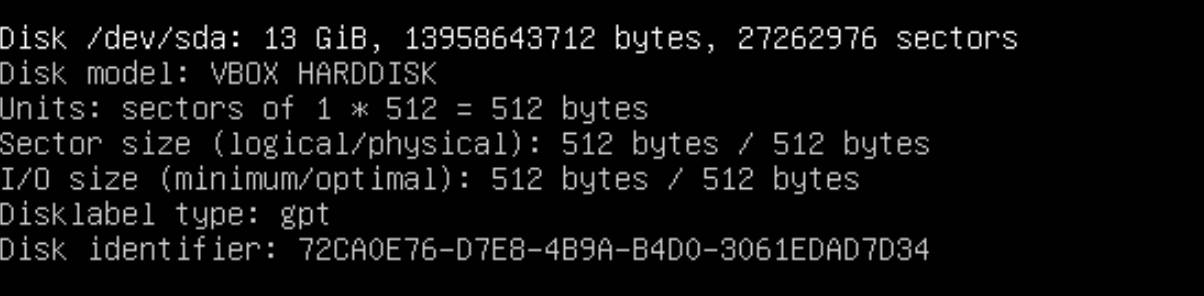 Disk /dev/sda: 13 GiB, 13958643712 bytes, 27262976 sectors
Disk model: VBOX HARDDISK
Units: sectors of 1 * 512 = 512 bytes
Sector size (logical/physical): 512 bytes / 512 bytes
I/O size (minimum/optimal): 512 bytes / 512 bytes
Disklabel type: gpt
Disk identifier: 72CA0E76-D7E8-4B9A-B4D0-3061EDAD7D34